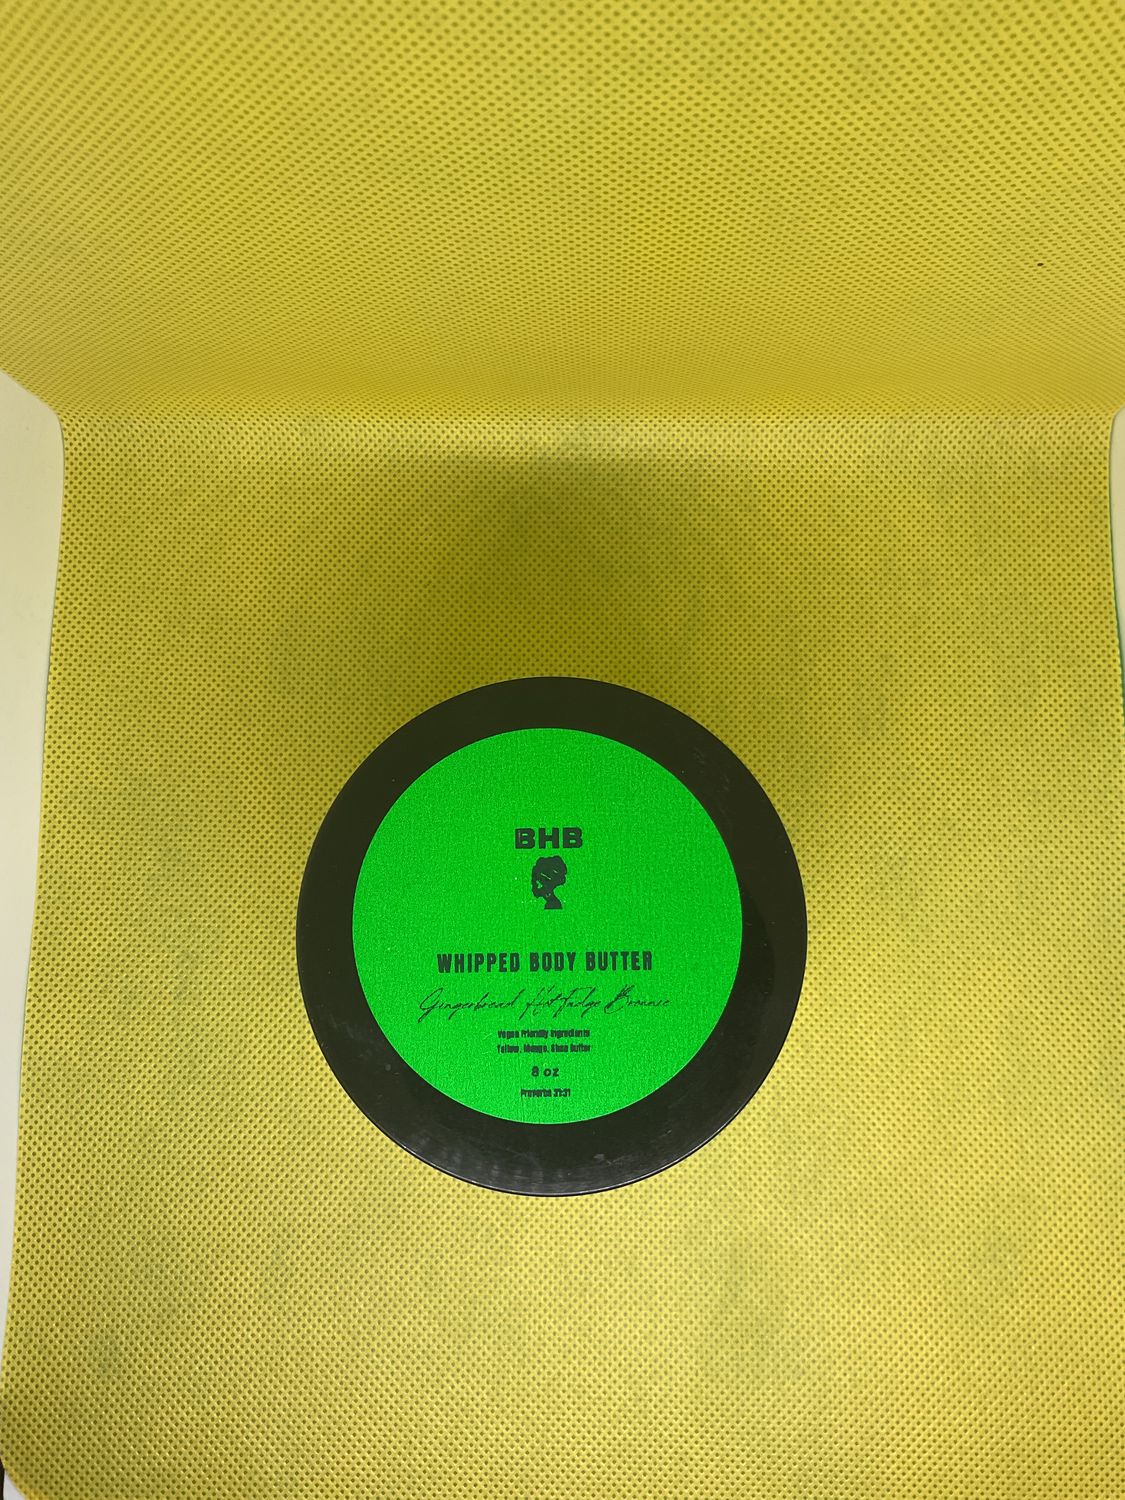 BHB
WHIPPED BODY BUTTER
Gingerbread Hot Fudge Brownie
Vegan Friendly Ingredients
Yellow, Mango, Shea Butter
8 oz
Proverbs 31:31